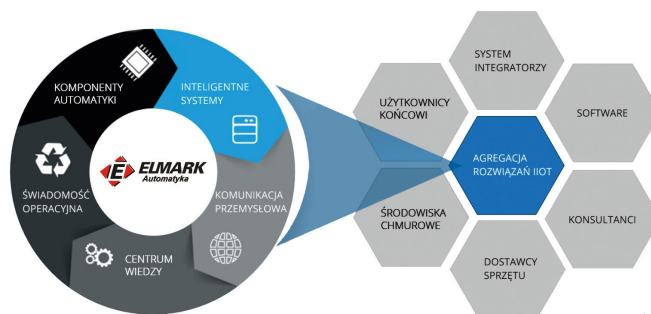 KOMPONENTY
AUTOMATYKI
INTELIGENTNE
SYSTEMY
E ELMARK
Automatyka
ŚWIADOMOŚĆ
OPERACYJNA
KOMUNIKACJA
PRZEMYSŁOWA
CENTRUM
WIEDZY
SYSTEM
INTEGRATORZY
UŻYTKOWNICY
KOŃCOWI
SOFTWARE
AGREGACJA
ROZWIĄZAŃ IIOT
ŚRODOWISKA
CHMUROWE
KONSULTANCI
DOSTAWCY
SPRZĘTU